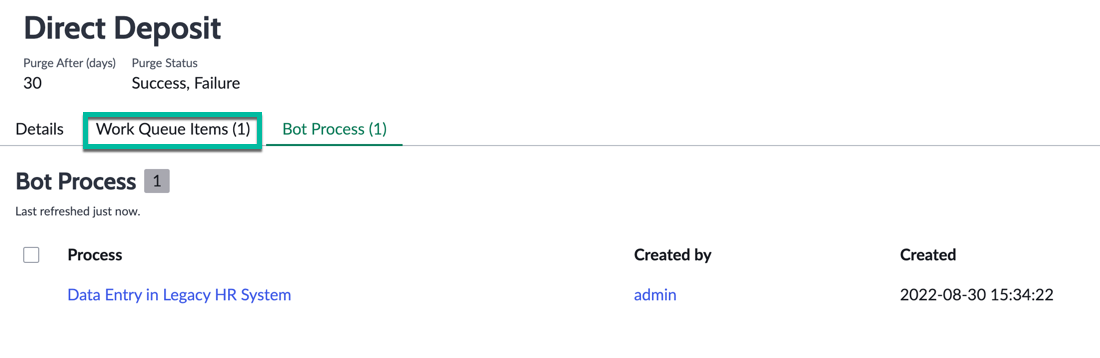 Direct Deposit
Purge After (days) Purge Status
30 Success, Failure
Details Work Queue Items (1) Bot Process (1)
Bot Process 1
Last refreshed just now.
Process Created by Created
Data Entry in Legacy HR System admin 2022-08-30 15:34:22